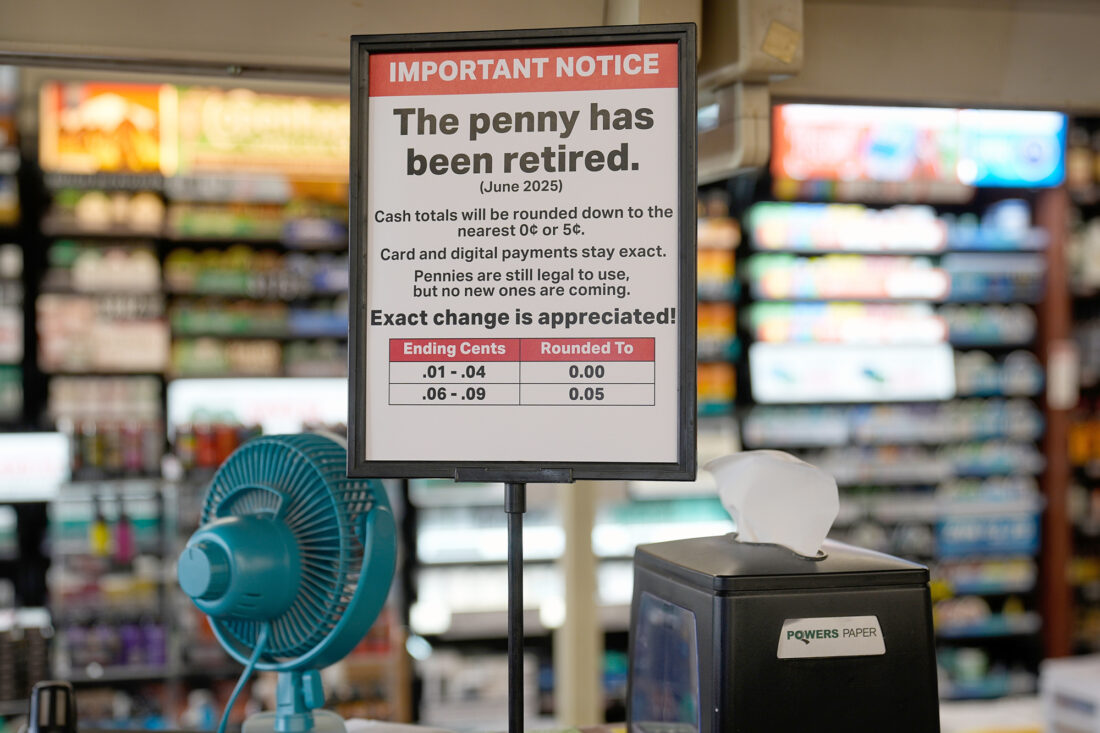 IMPORTANT NOTICE
The penny has
been retired.
(June 2025)
Cash totals will be rounded down to the
nearest 0¢ or 5¢.
Card and digital payments stay exact.
Pennies are still legal to use,
but no new ones are coming.
Exact change is appreciated!
Ending Cents Rounded To
.01 - .04 0.00
.06 - .09 0.05
POWERS PAPER